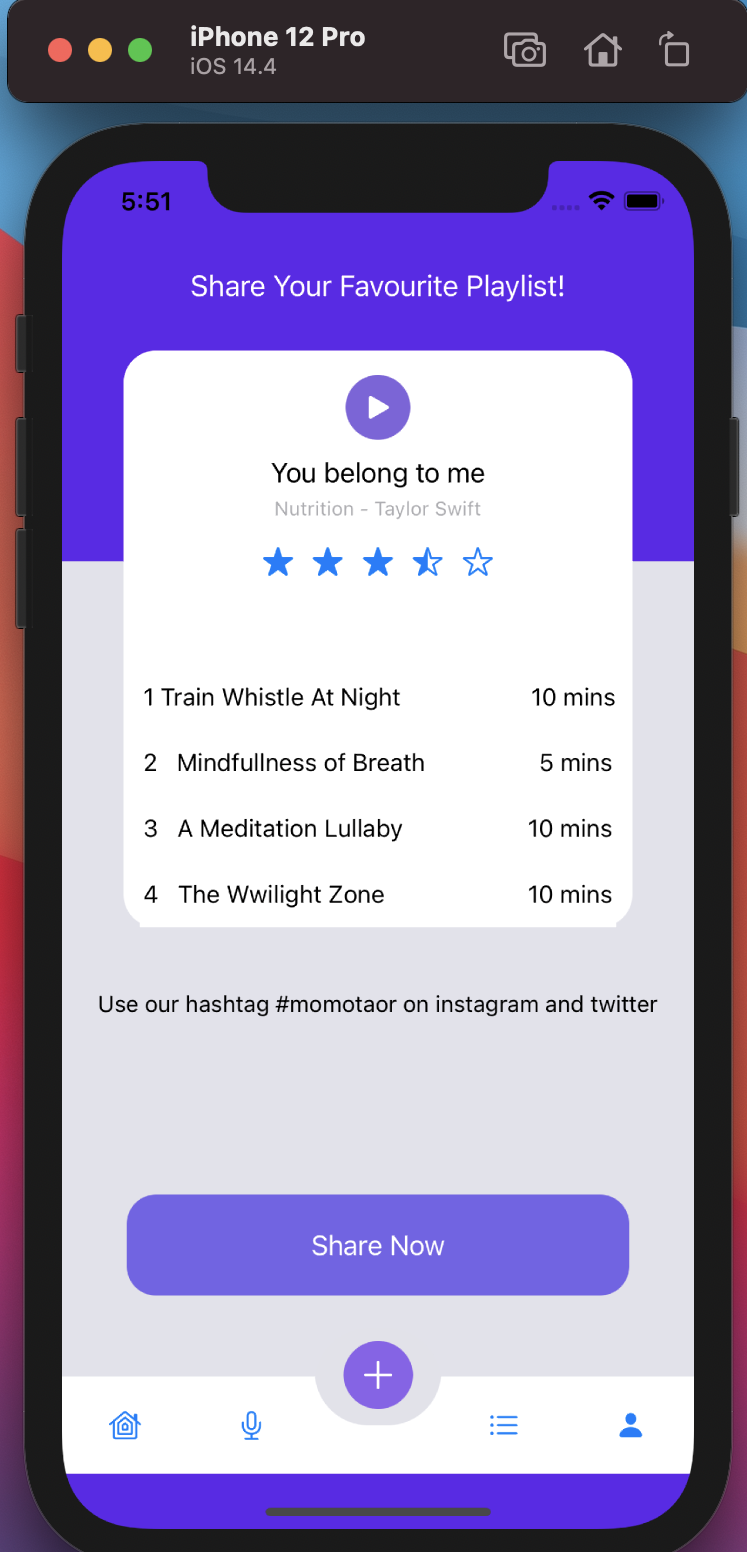 iPhone 12 Pro
iOS 14.4
5:51
Share Your Favourite Playlist!
You belong to me
Nutrition - Taylor Swift
1 Train Whistle At Night 10 mins
2 Mindfullness of Breath 5 mins
3 A Meditation Lullaby 10 mins
4 The Wwilight Zone 10 mins
Use our hashtag #momotaor on instagram and twitter
Share Now